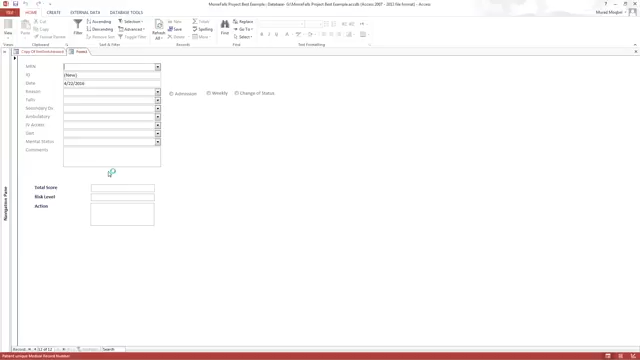 MorseFalls Project Best Example : Database- G:\MorseFalls Project Best Example.accdb (Access 2007 - 2013 file format) - Access
FILE HOME CREATE EXTERNAL DATA DATABASE TOOLS
Murad Moqbel
View Paste Cut Copy Format Painter Filter Ascending Descending Remove Sort Selection Advanced Toggle Filter Refresh All New Save Delete Totals Spelling More Find Replace Go To Select
Views Clipboard Sort & Filter Records Find Text Formatting
MRN
ID (New)
Date 4/22/2016
Reason
Admission Weekly Change of Status
Falls
Secondary Dx
Ambulatory
IV Access
Gait
Mental Status
Comments
Total Score
Risk Level
Action
Navigation Pane
Record: 12 of 12 Search
Patient unique Medical Record Number